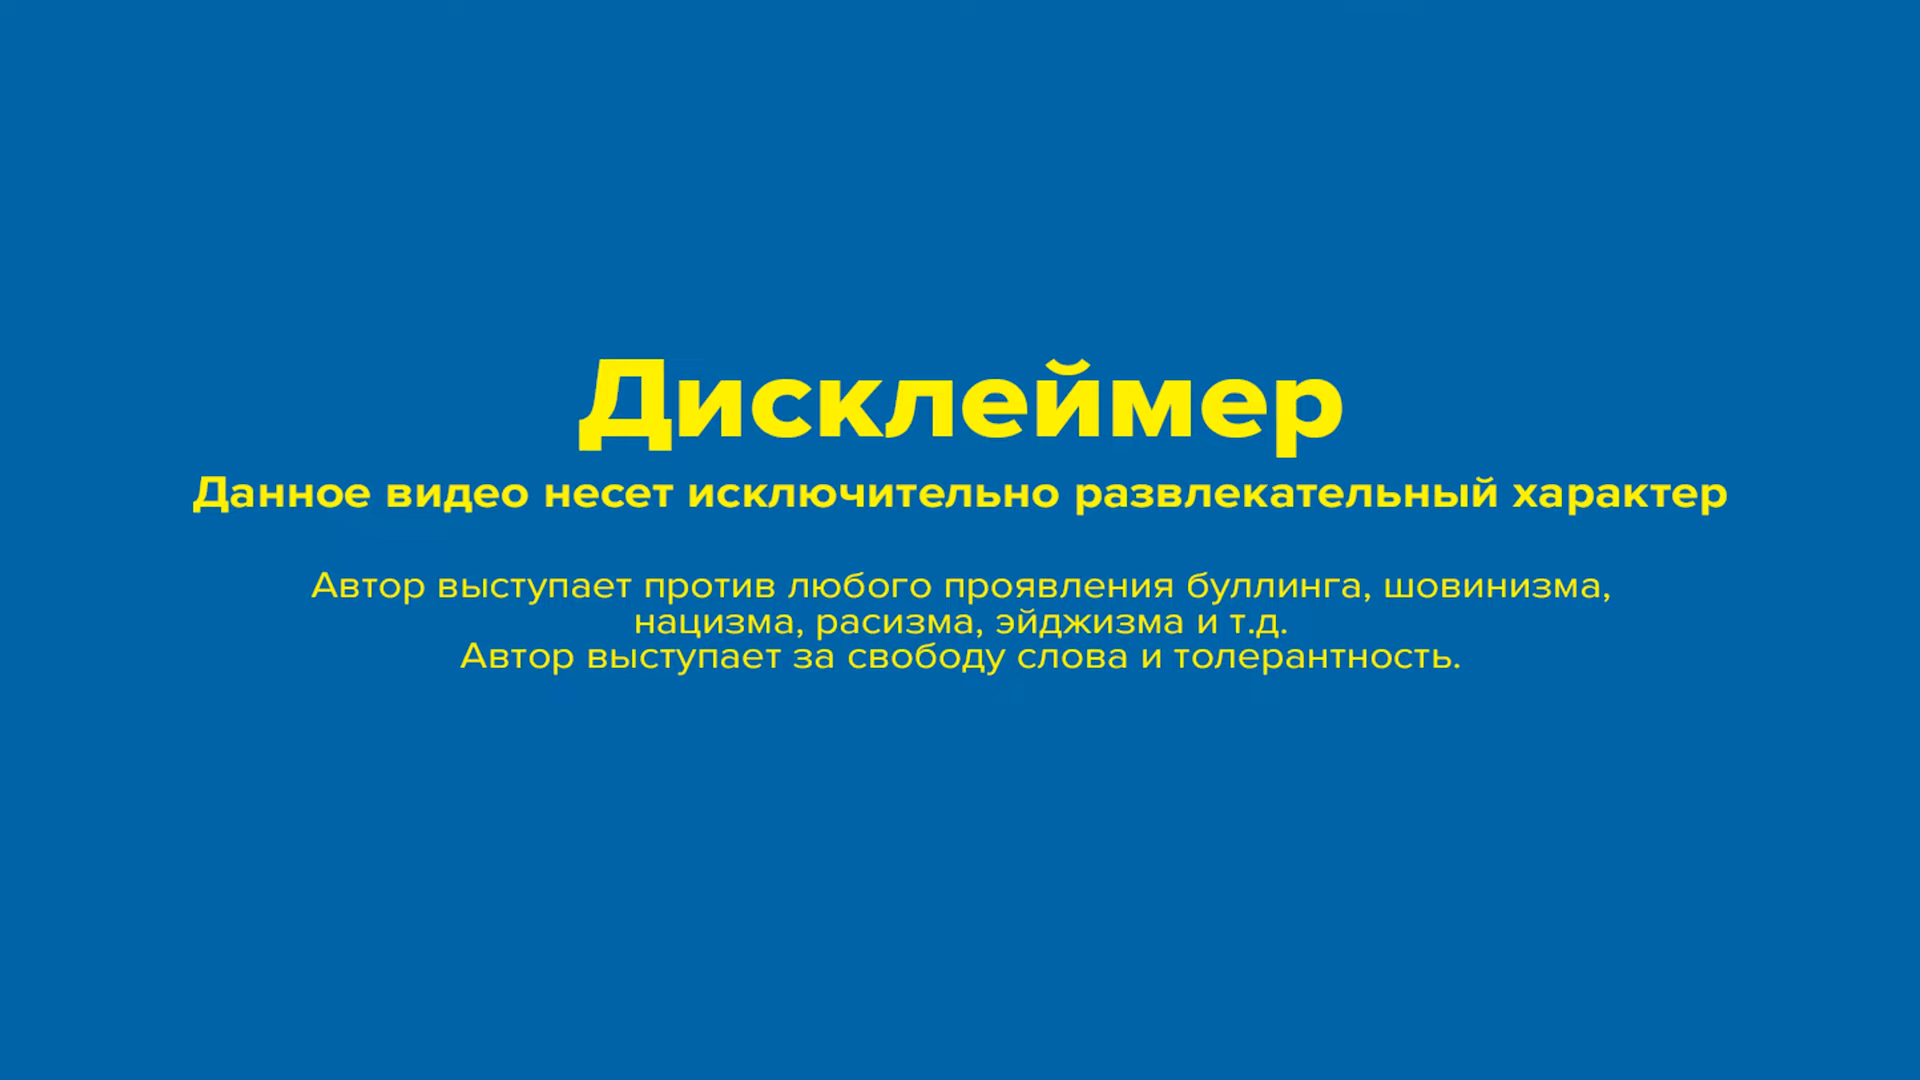 Дисклеймер
Данное видео несет исключительно развлекательный характер
Автор выступает против любого проявления буллинга, шовинизма,
нацизма, расизма, эйджизма и т.д.
Автор выступает за свободу слова и толерантность.